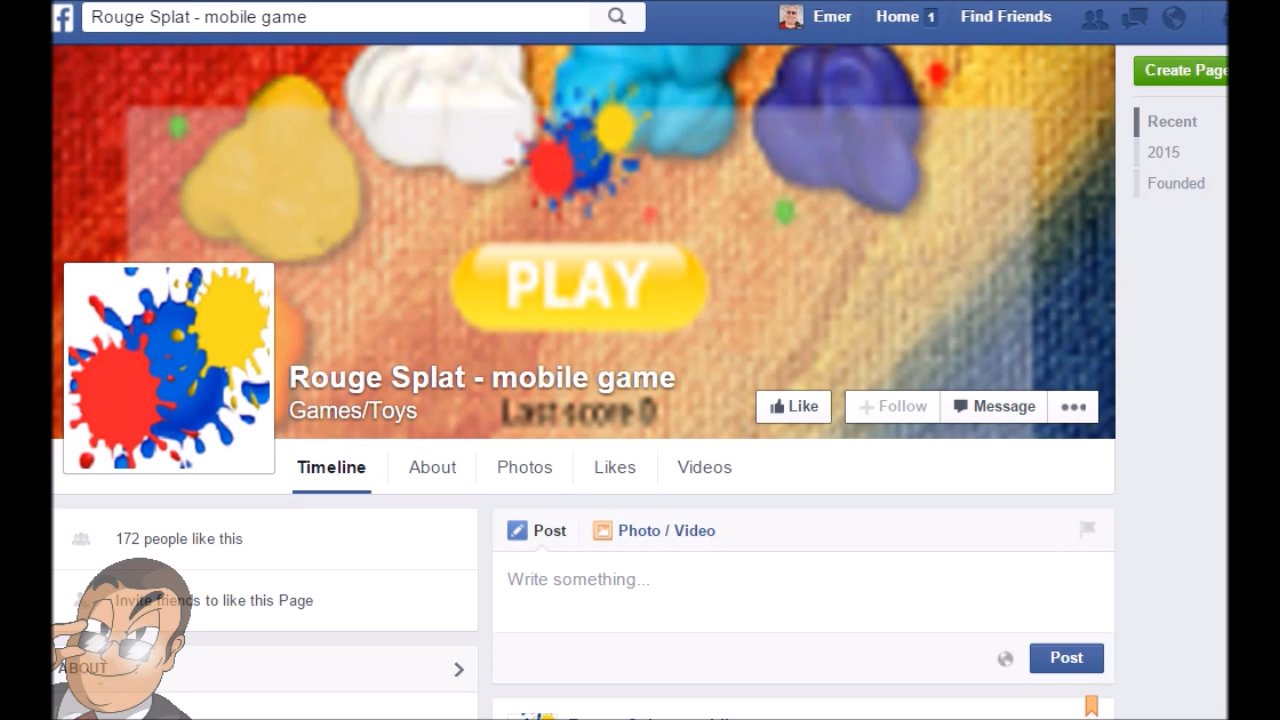 f Rouge Splat - mobile game Emer Home 1 Find Friends
Create Page
Recent
2015
Founded
PLAY
Rouge Splat - mobile game
Games/Toys
Last score 0
Like Follow Message
Timeline About Photos Likes Videos
172 people like this
Invite friends to like this Page
ABOUT
Post Photo / Video
Write something...
Post